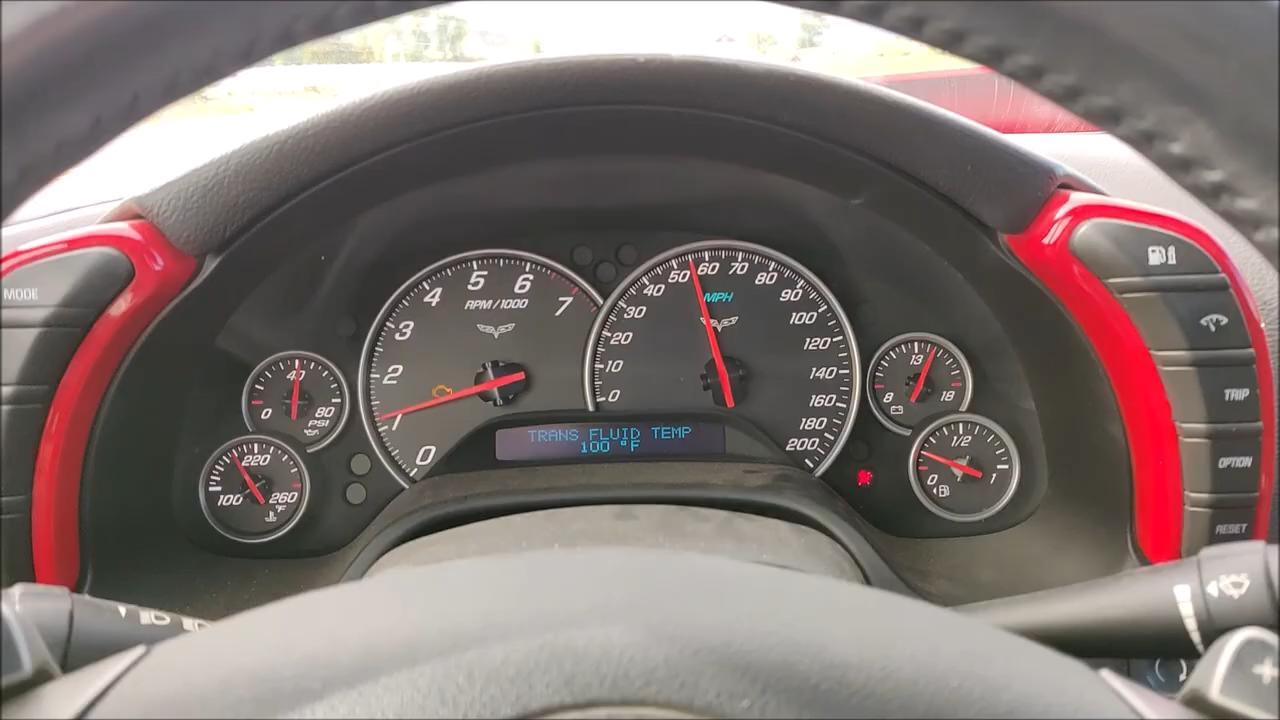 MODE
0 1 2 3 4 5 6 7
RPM / 1000
0 10 20 30 40 50 60 70 80 90 100 120 140 160 180 200
MPH
0 40 80
PSI
100 220 260
°F
TRANS FLUID TEMP
100 °F
8 13 18
0 1/2 1
TRIP
OPTION
RESET